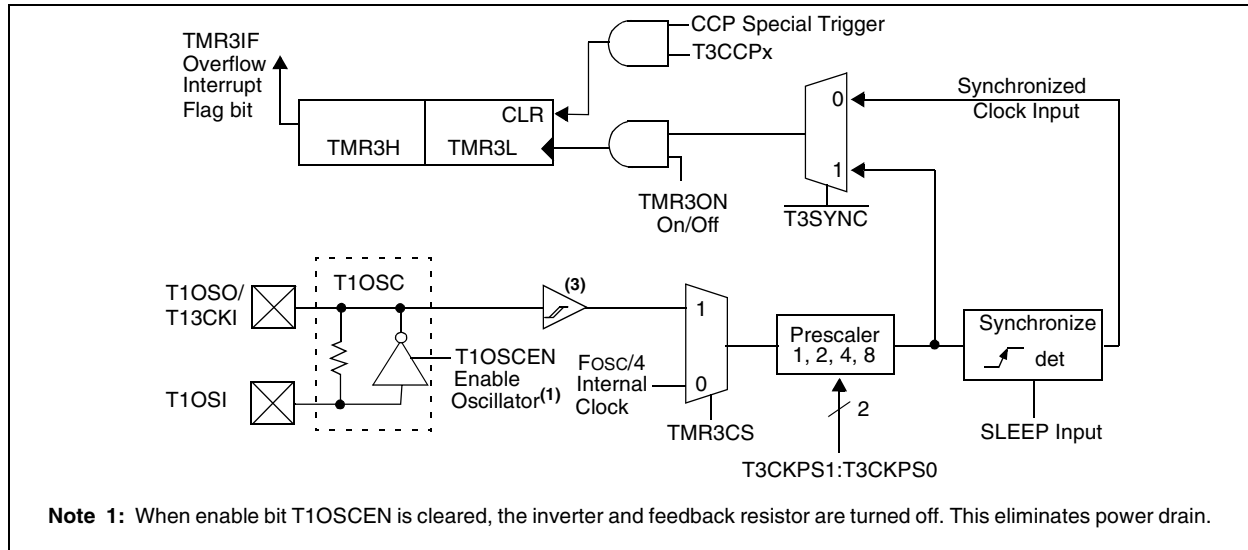 CCP Special Trigger
T3CCPx
TMR3IF
Overflow
Interrupt
Flag bit
CLR
TMR3H
TMR3L
TMR3ON
On/Off
0
1
T3SYNC
Synchronized
Clock Input
T1OSO/
T13CKI
T1OSI
T1OSC
T1OSCEN
Enable
Oscillator(1)
(3)
FOSC/4
Internal
Clock
1
0
TMR3CS
Prescaler
1, 2, 4, 8
2
T3CKPS1:T3CKPS0
Synchronize
det
SLEEP Input
Note 1: When enable bit T1OSCEN is cleared, the inverter and feedback resistor are turned off. This eliminates power drain.